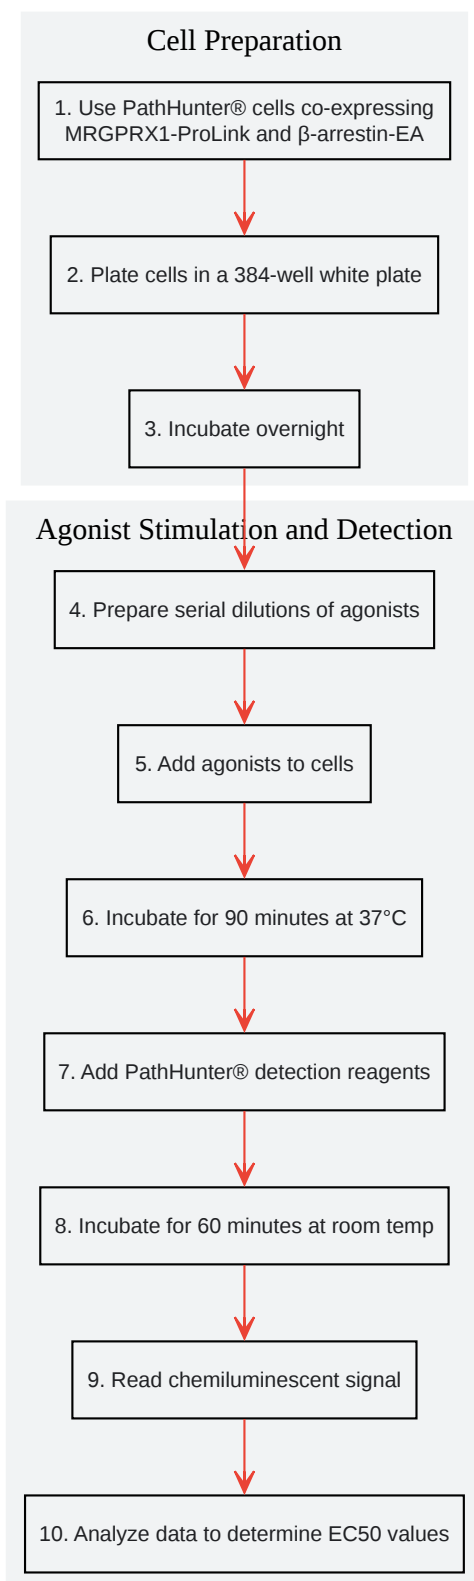 Cell Preparation
1. Use PathHunter® cells co-expressing
MRGPRX1-ProLink and β-arrestin-EA
2. Plate cells in a 384-well white plate
3. Incubate overnight
Agonist Stimulation and Detection
4. Prepare serial dilutions of agonists
5. Add agonists to cells
6. Incubate for 90 minutes at 37°C
7. Add PathHunter® detection reagents
8. Incubate for 60 minutes at room temp
9. Read chemiluminescent signal
10. Analyze data to determine EC50 values